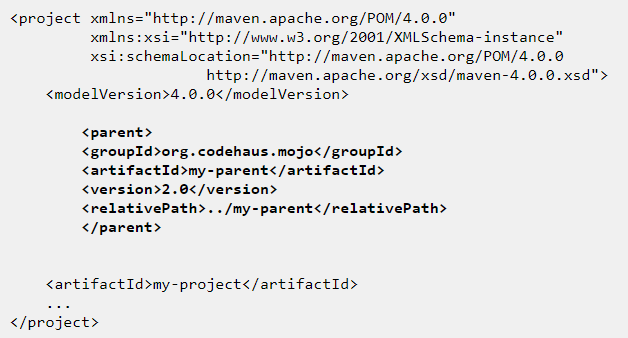 <project xmlns="http://maven.apache.org/POM/4.0.0"
xmlns:xsi="http://www.w3.org/2001/XMLSchema-instance"
xsi:schemaLocation="http://maven.apache.org/POM/4.0.0
http://maven.apache.org/xsd/maven-4.0.0.xsd">
<modelVersion>4.0.0</modelVersion>
<parent>
<groupId>org.codehaus.mojo</groupId>
<artifactId>my-parent</artifactId>
<version>2.0</version>
<relativePath>../my-parent</relativePath>
</parent>
<artifactId>my-project</artifactId>
...
</project>